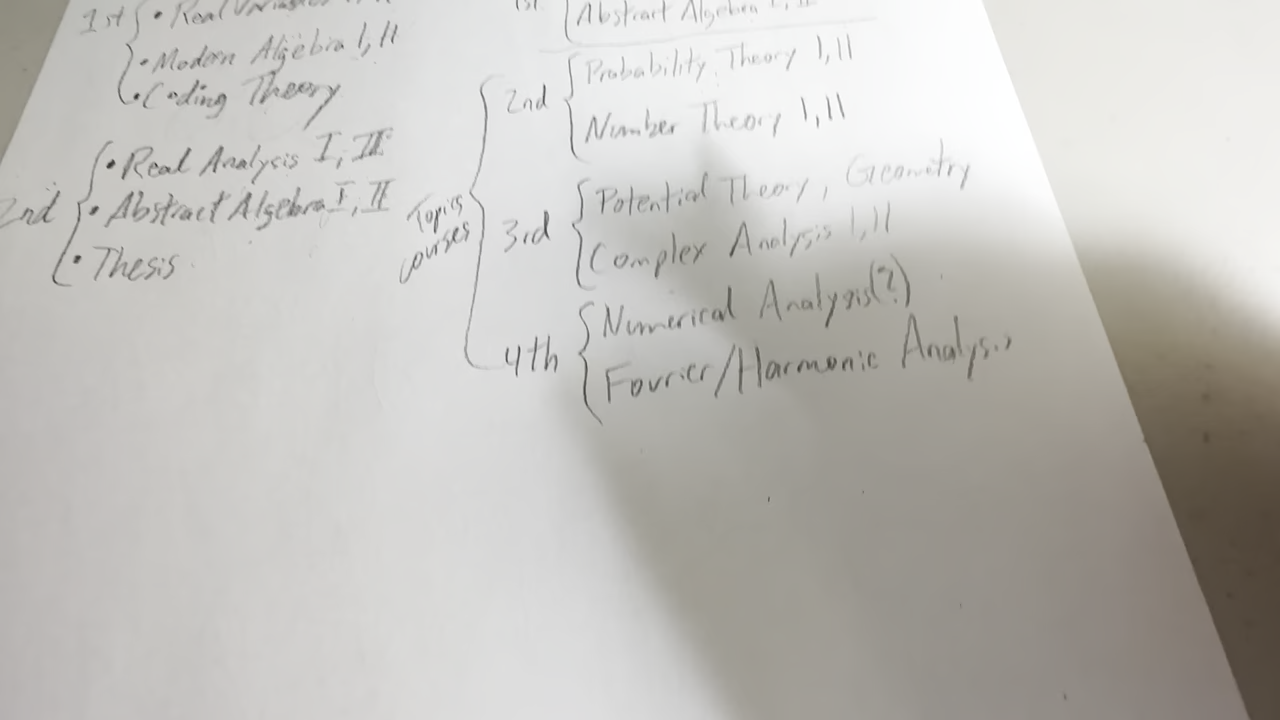 1st • Real Variables
• Modern Algebra I, II
• Coding Theory
2nd • Real Analysis I, II
• Abstract Algebra I, II
• Thesis
1st Abstract Algebra I, II
Topics courses
2nd Probability Theory I, II
Number Theory I, II
3rd Potential Theory, Geometry
Complex Analysis I, II
4th Numerical Analysis(?)
Fourier/Harmonic Analysis